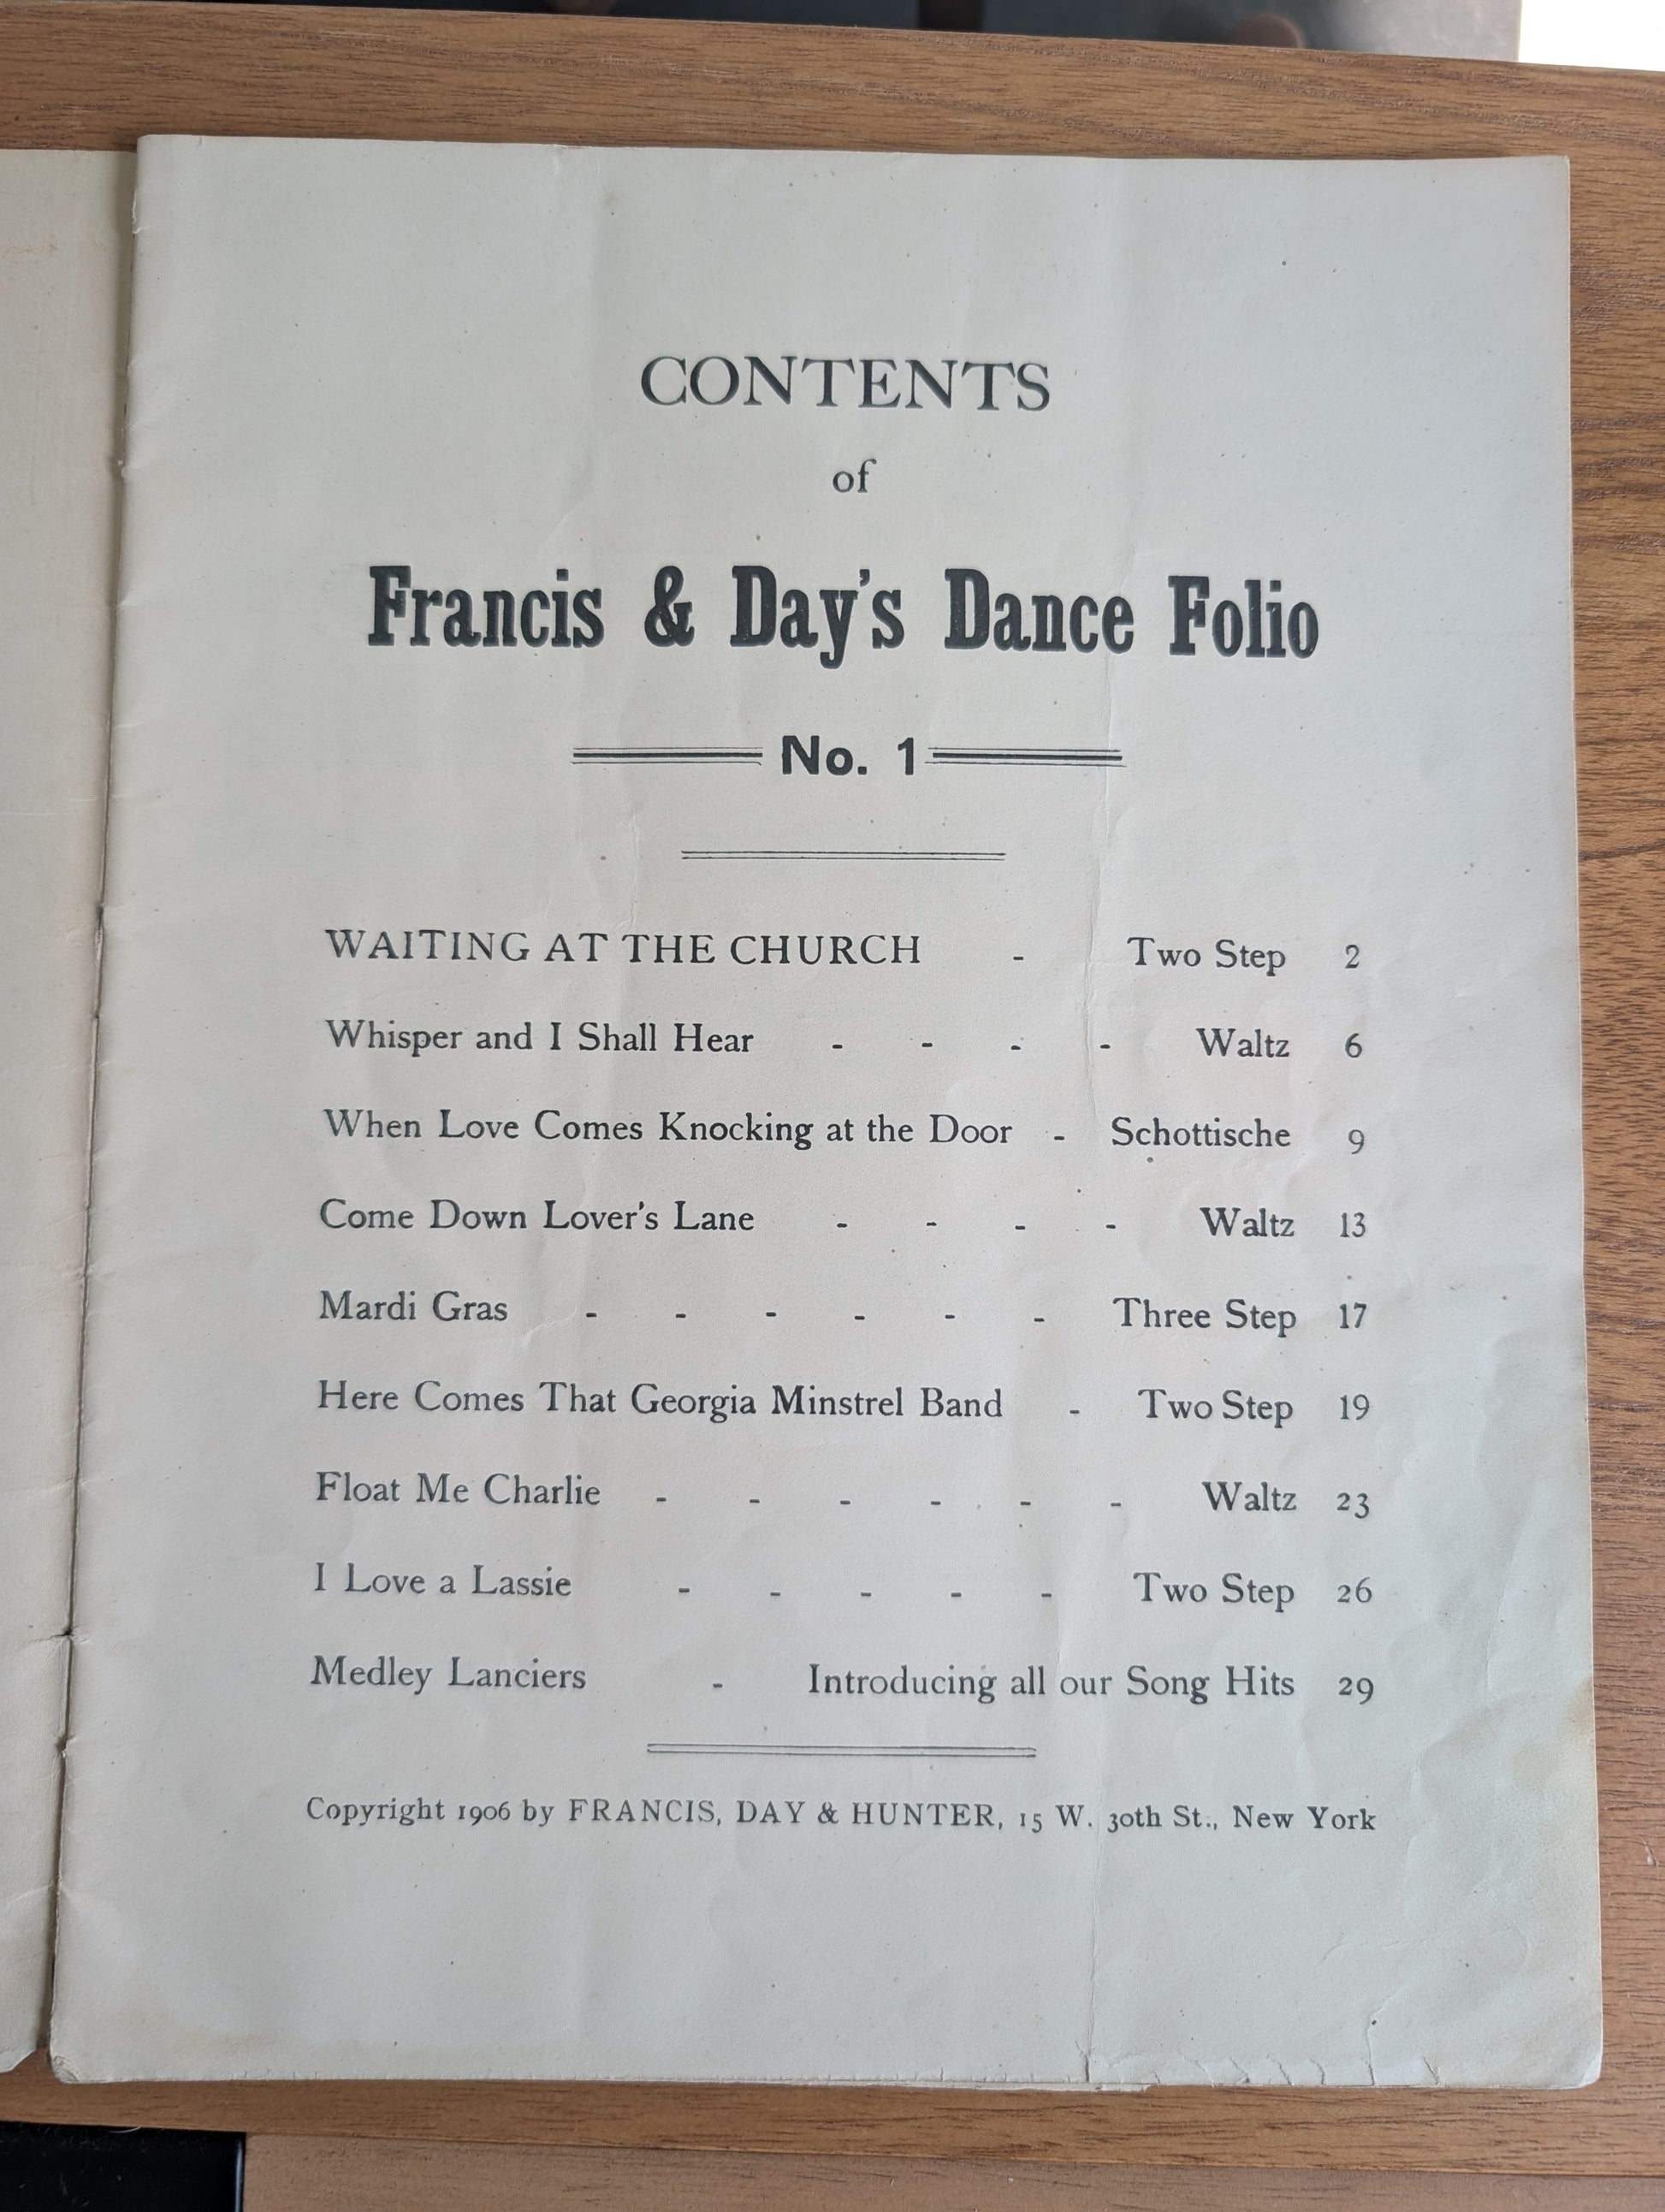 CONTENTS
of
Francis & Day's Dance Folio
No. 1
WAITING AT THE CHURCH - Two Step 2
Whisper and I Shall Hear - - - - Waltz 6
When Love Comes Knocking at the Door - Schottische 9
Come Down Lover's Lane - - - - Waltz 13
Mardi Gras - - - - - - Three Step 17
Here Comes That Georgia Minstrel Band - Two Step 19
Float Me Charlie - - - - - - Waltz 23
I Love a Lassie - - - - - Two Step 26
Medley Lanciers - Introducing all our Song Hits 29
Copyright 1906 by FRANCIS, DAY & HUNTER, 15 W. 30th St., New York